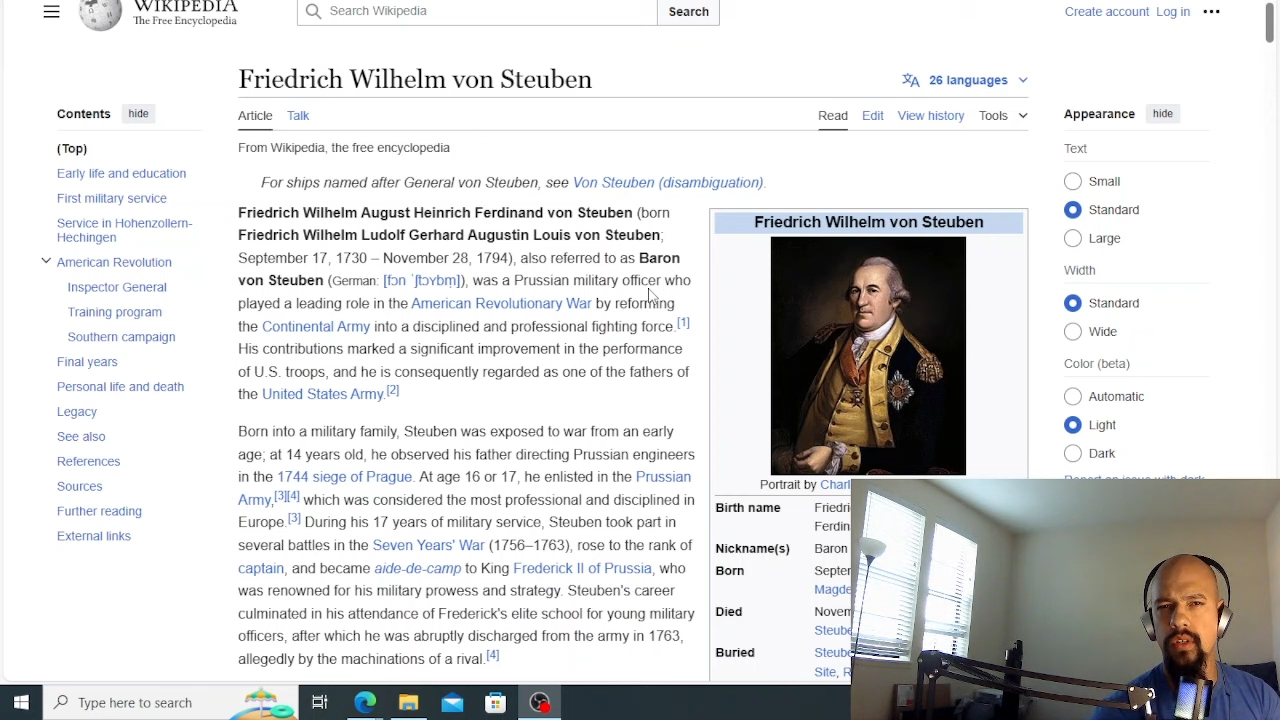 WIKIPEDIA
The Free Encyclopedia
Search Wikipedia
Search
Create account Log in
Friedrich Wilhelm von Steuben
26 languages
Contents hide
(Top)
Early life and education
First military service
Service in Hohenzollern-
Hechingen
American Revolution
Inspector General
Training program
Southern campaign
Final years
Personal life and death
Legacy
See also
References
Sources
Further reading
External links
Article Talk
Read Edit View history Tools
From Wikipedia, the free encyclopedia
For ships named after General von Steuben, see Von Steuben (disambiguation).
Friedrich Wilhelm August Heinrich Ferdinand von Steuben (born
Friedrich Wilhelm Ludolf Gerhard Augustin Louis von Steuben;
September 17, 1730 – November 28, 1794), also referred to as Baron
von Steuben (German: [fɔn ˈʃtɔʏbm̩]), was a Prussian military officer who
played a leading role in the American Revolutionary War by reforming
the Continental Army into a disciplined and professional fighting force.[1]
His contributions marked a significant improvement in the performance
of U.S. troops, and he is consequently regarded as one of the fathers of
the United States Army.[2]
Born into a military family, Steuben was exposed to war from an early
age; at 14 years old, he observed his father directing Prussian engineers
in the 1744 siege of Prague. At age 16 or 17, he enlisted in the Prussian
Army,[3][4] which was considered the most professional and disciplined in
Europe.[3] During his 17 years of military service, Steuben took part in
several battles in the Seven Years' War (1756–1763), rose to the rank of
captain, and became aide-de-camp to King Frederick II of Prussia, who
was renowned for his military prowess and strategy. Steuben's career
culminated in his attendance of Frederick's elite school for young military
officers, after which he was abruptly discharged from the army in 1763,
allegedly by the machinations of a rival.[4]
Friedrich Wilhelm von Steuben
Portrait by Charl
Birth name Friedri
Ferdin
Nickname(s) Baron
Born Septer
Magde
Died Novem
Steube
Buried Steube
Site, R
Appearance hide
Text
Small
Standard
Large
Width
Standard
Wide
Color (beta)
Automatic
Light
Dark
Report an issue with dark
Type here to search